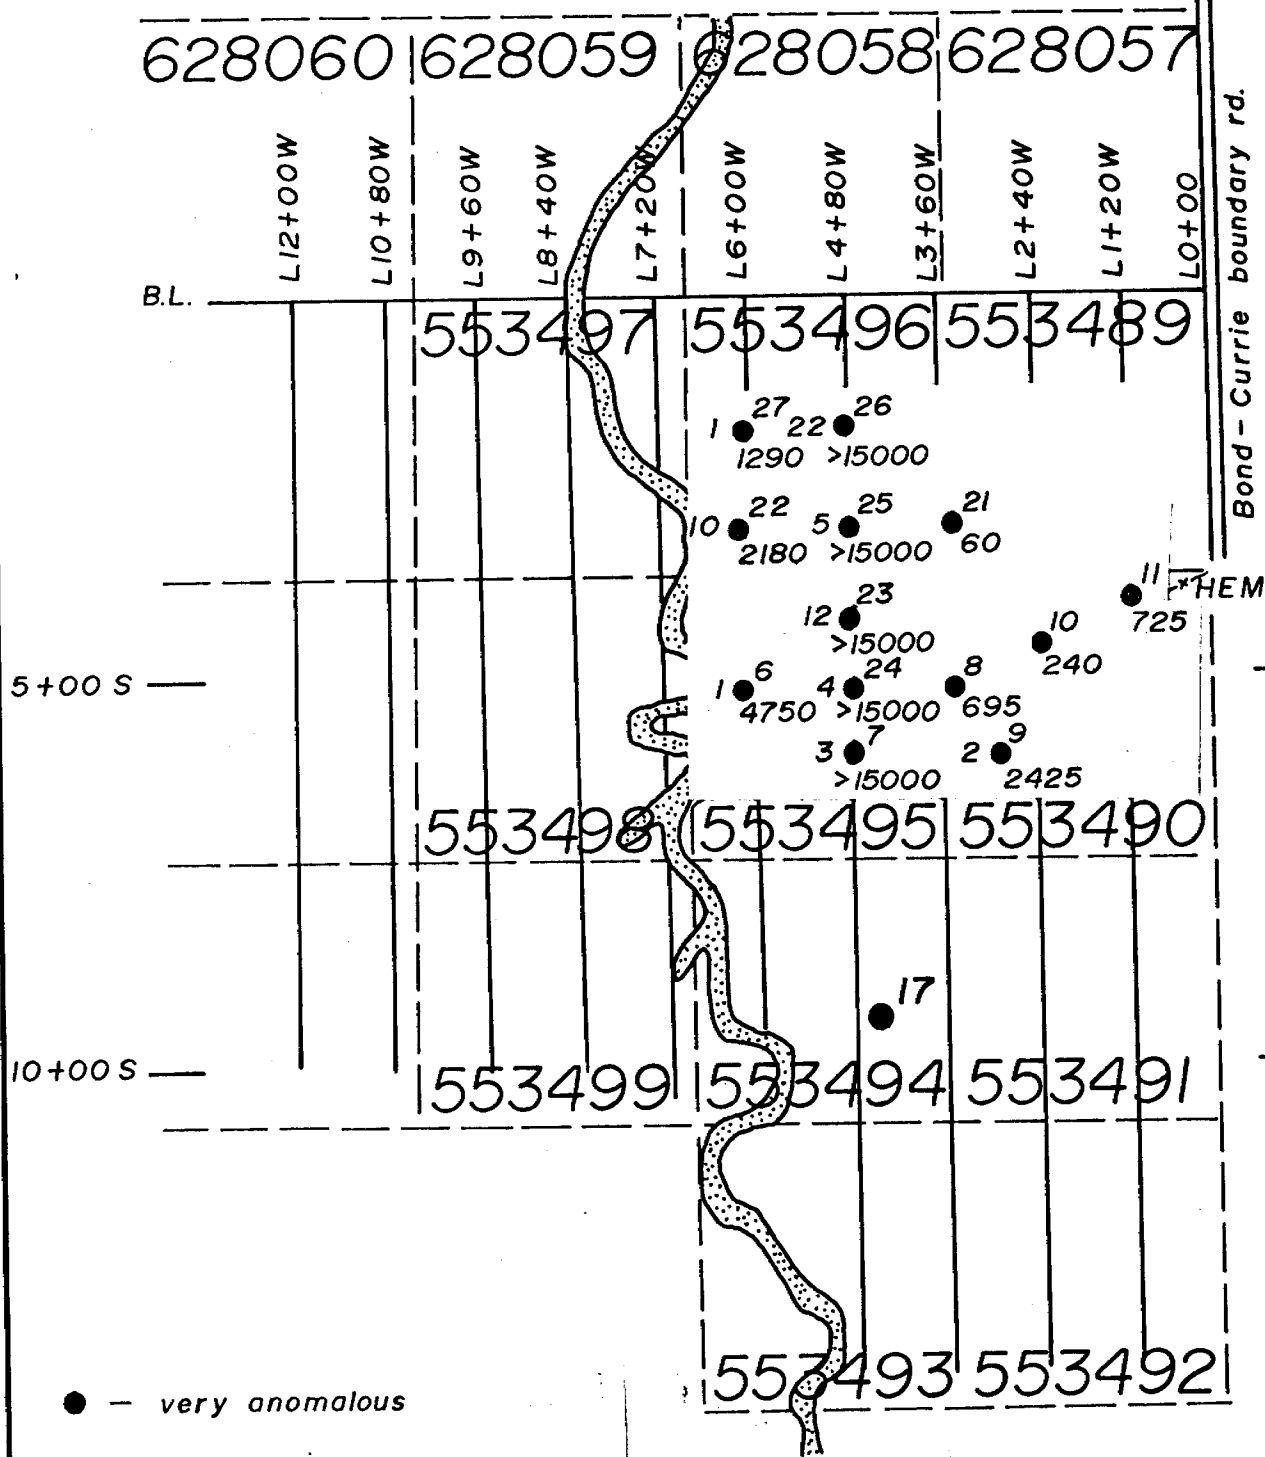 628060 628059 628058 628057
L12+00W L10+80W L9+60W L8+40W L7+20W L6+00W L4+80W L3+60W L2+40W L1+20W L0+00
Bond-Currie boundary rd.
B.L.
553497 553496 553489
27 26
1 22
1290 >15000
22 25 21
10 5
2180 >15000 60
11
HEM
23
12
725
>15000
10
240
5+00 S
6 24 8
1 4
4750 >15000 695
7 9
3 2
>15000 2425
553498 553495 553490
17
10+00 S
553499 553494 553491
553493 553492
● – very anomalous